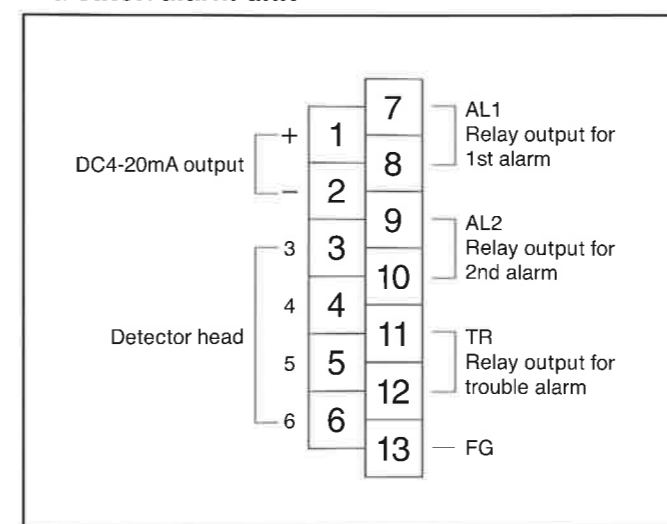 DC4-20mA output
+
−
1
2
Detector head
3
4
5
6
3
4
5
6
7
8
9
10
11
12
13
AL1
Relay output for
1st alarm
AL2
Relay output for
2nd alarm
TR
Relay output for
trouble alarm
FG